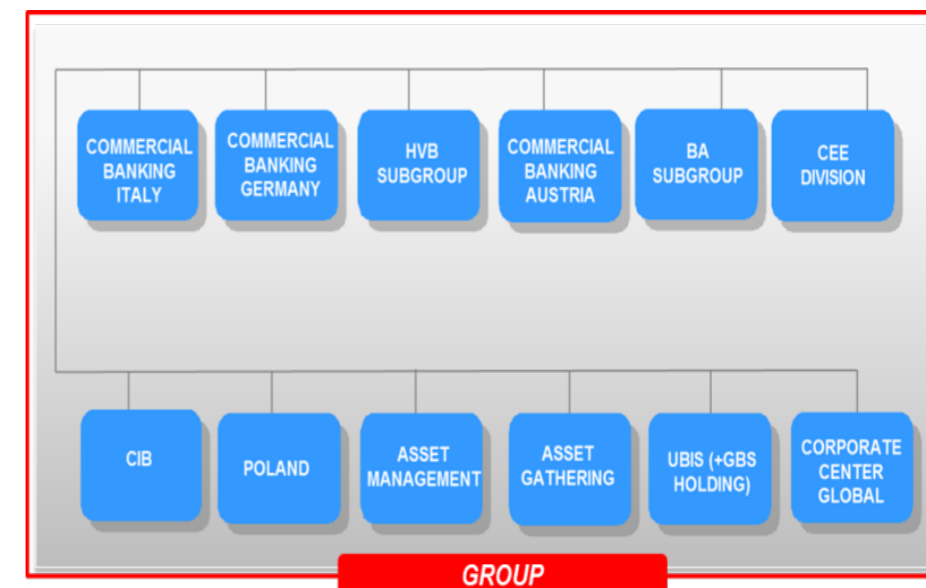 COMMERCIAL
BANKING
ITALY
COMMERCIAL
BANKING
GERMANY
HVB
SUBGROUP
COMMERCIAL
BANKING
AUSTRIA
BA
SUBGROUP
CEE
DIVISION
CIB
POLAND
ASSET
MANAGEMENT
ASSET
GATHERING
UBIS (+GBS
HOLDING)
CORPORATE
CENTER
GLOBAL
GROUP